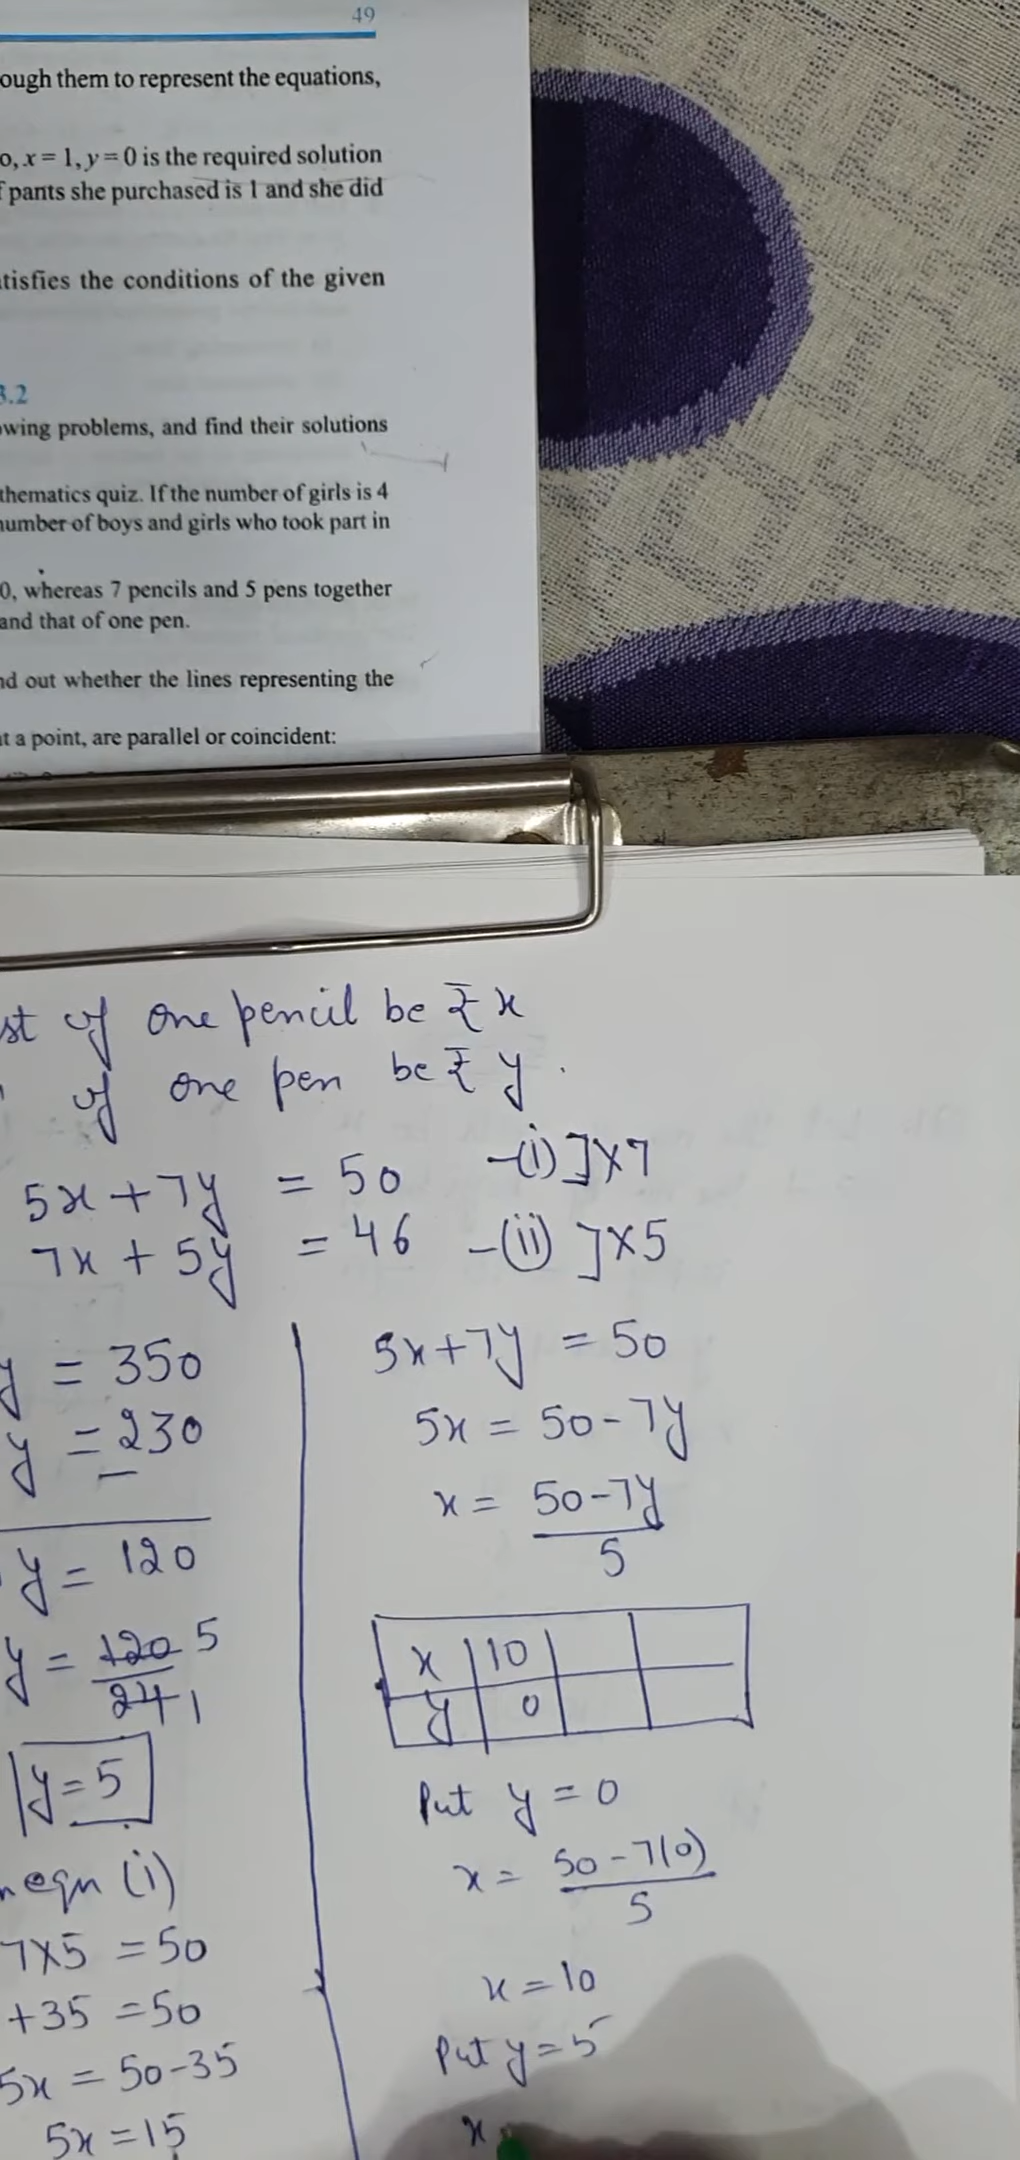 49
ough them to represent the equations,
o, x = 1, y = 0 is the required solution
f pants she purchased is 1 and she did
tisfies the conditions of the given
3.2
owing problems, and find their solutions
thematics quiz. If the number of girls is 4
number of boys and girls who took part in
0, whereas 7 pencils and 5 pens together
and that of one pen.
nd out whether the lines representing the
at a point, are parallel or coincident:
st of one pencil be ₹ x
of one pen be ₹ y.
5x + 7y = 50 -(i) ]×7
7x + 5y = 46 -(ii) ]×5
y = 350
y = 230
y = 120
y = 120 5
24 1
y = 5
n eqn (i)
7×5 = 50
+35 = 50
5x = 50-35
5x = 15
5x+7y = 50
5x = 50-7y
x = 50-7y
5
x 10
y 0
Put y = 0
x = 50-7(0)
5
x = 10
Put y = 5
x